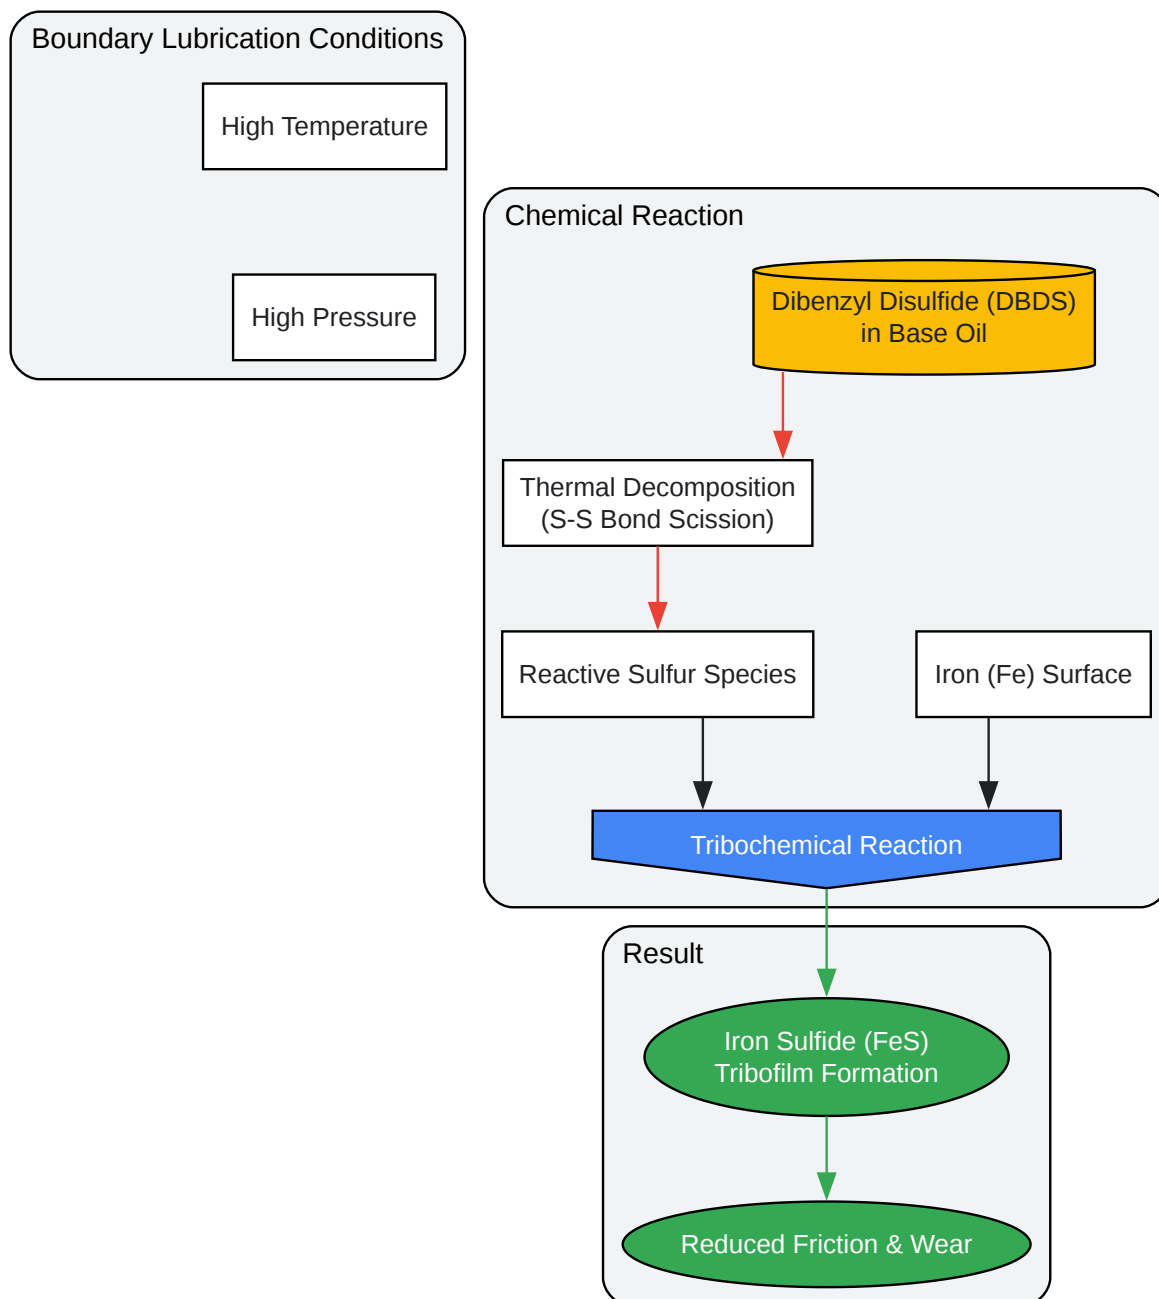 Boundary Lubrication Conditions
High Temperature
High Pressure
Chemical Reaction
Dibenzyl Disulfide (DBDS)
in Base Oil
Thermal Decomposition
(S-S Bond Scission)
Reactive Sulfur Species
Iron (Fe) Surface
Tribochemical Reaction
Result
Iron Sulfide (FeS)
Tribofilm Formation
Reduced Friction & Wear